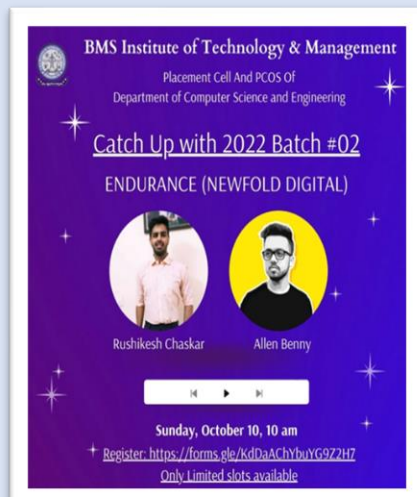 BMS Institute of Technology & Management
Placement Cell And PCOS Of
Department of Computer Science and Engineering
Catch Up with 2022 Batch #02
ENDURANCE (NEWFOLD DIGITAL)
Rushikesh Chaskar
Allen Benny
Sunday, October 10, 10 am
Register: https://forms.gle/KdDaAChYbuYG9Z2H7
Only Limited slots available